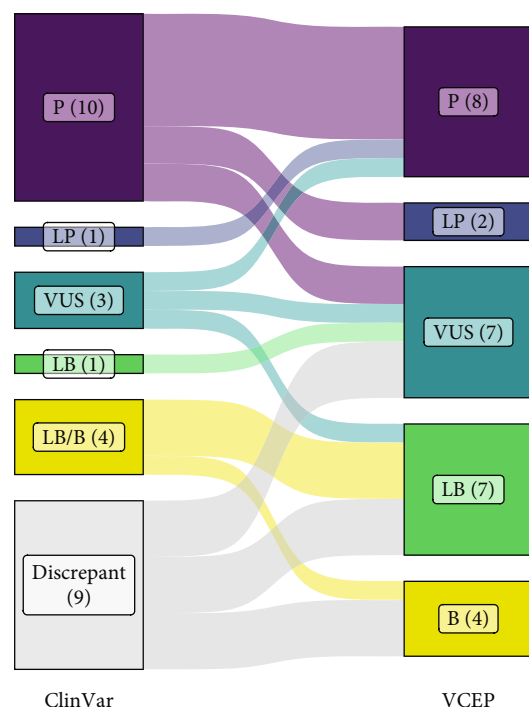 P (10)
LP (1)
VUS (3)
LB (1)
LB/B (4)
Discrepant
(9)
ClinVar
P (8)
LP (2)
VUS (7)
LB (7)
B (4)
VCEP